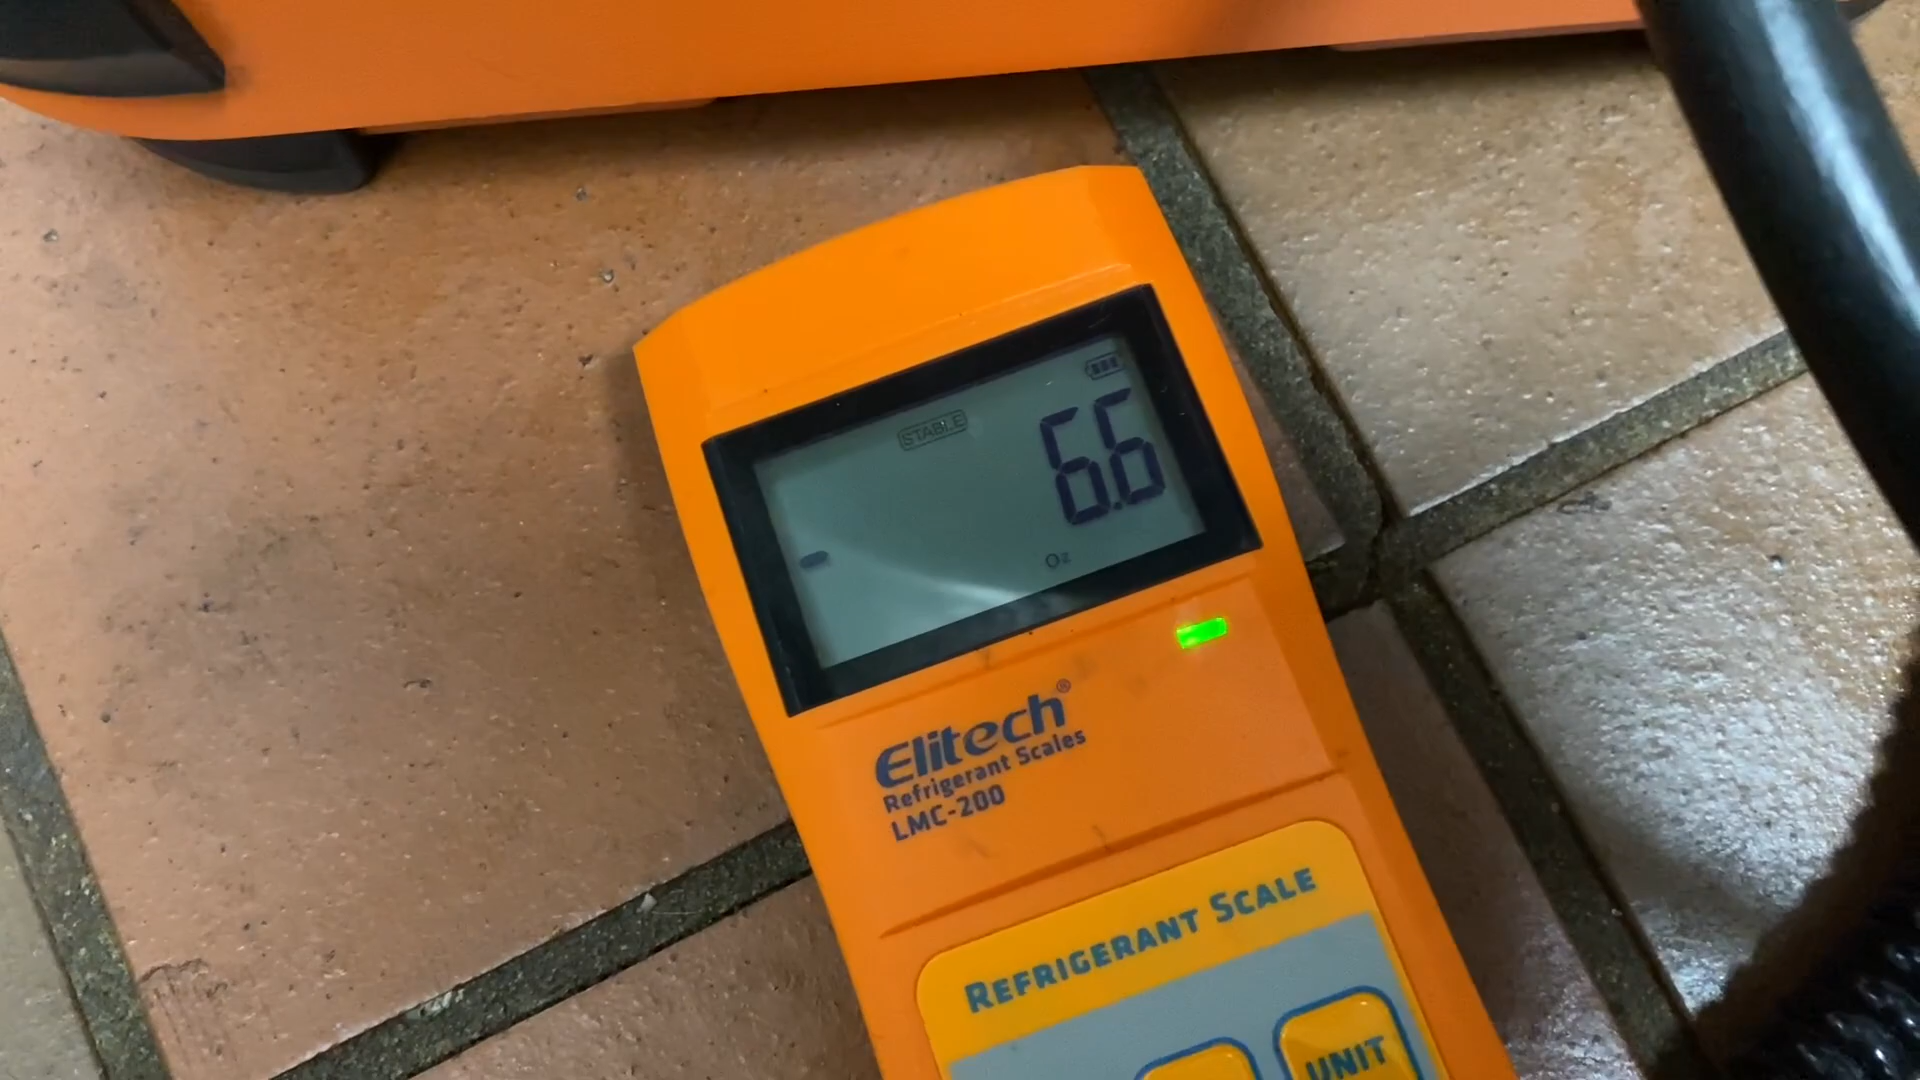 STABLE
6.6
Oz
Elitech®
Refrigerant Scales
LMC-200
REFRIGERANT SCALE
UNIT